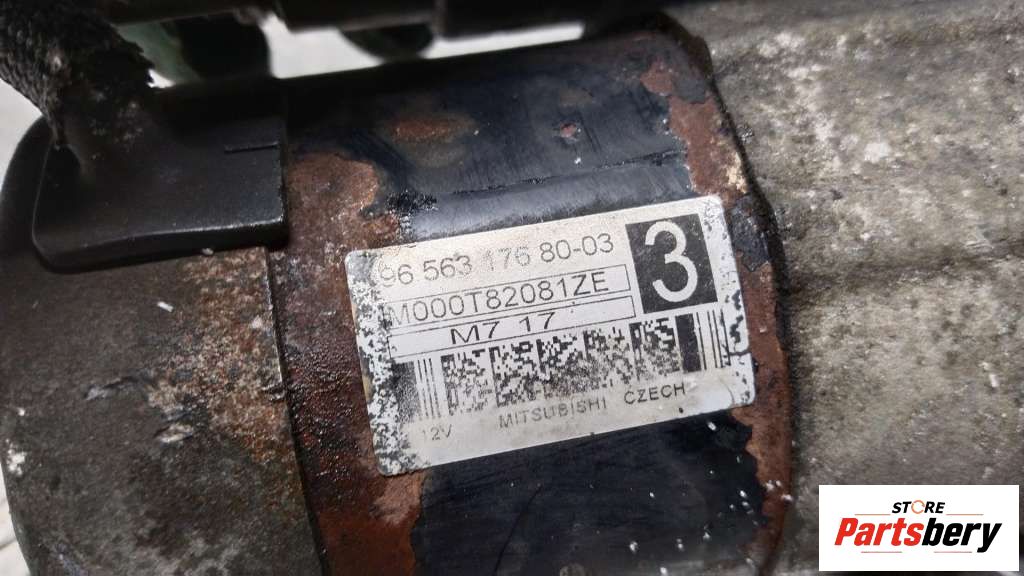 96 563 176 80-03
3
M000T82081ZE
M7 17
12V MITSUBISHI CZECH
STORE
Partsbery